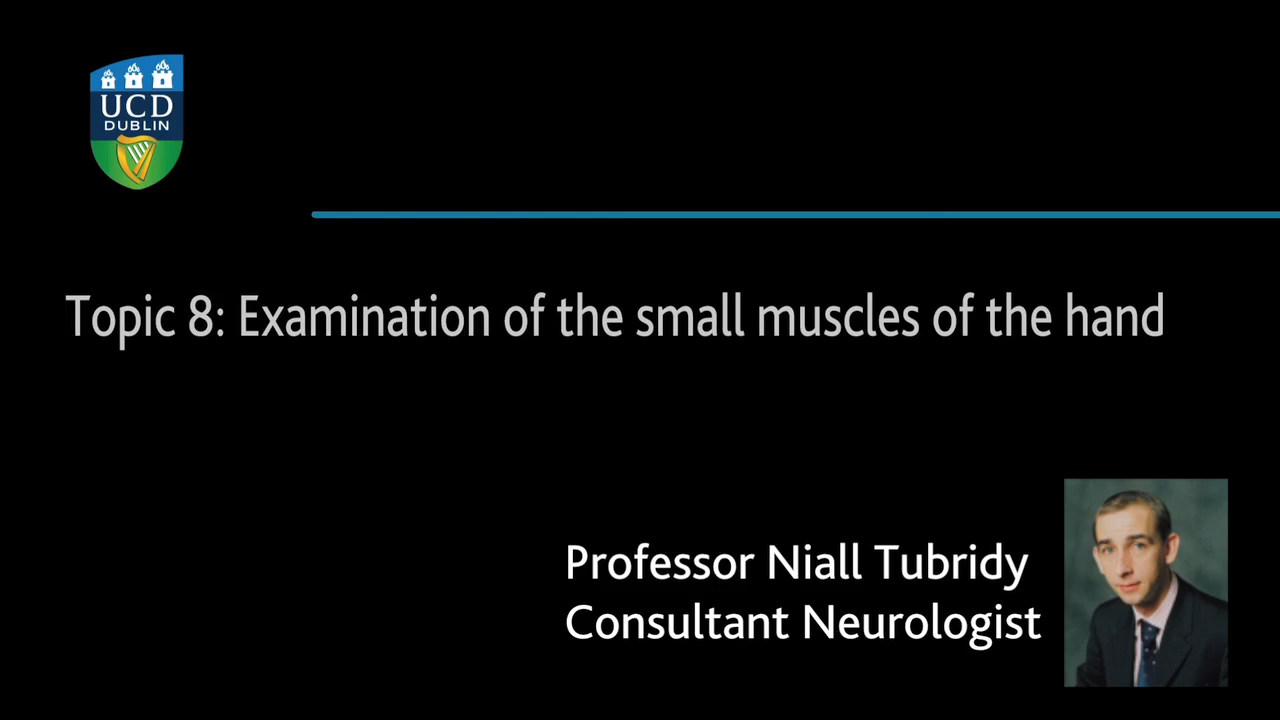 UCD
DUBLIN
Topic 8: Examination of the small muscles of the hand
Professor Niall Tubridy
Consultant Neurologist